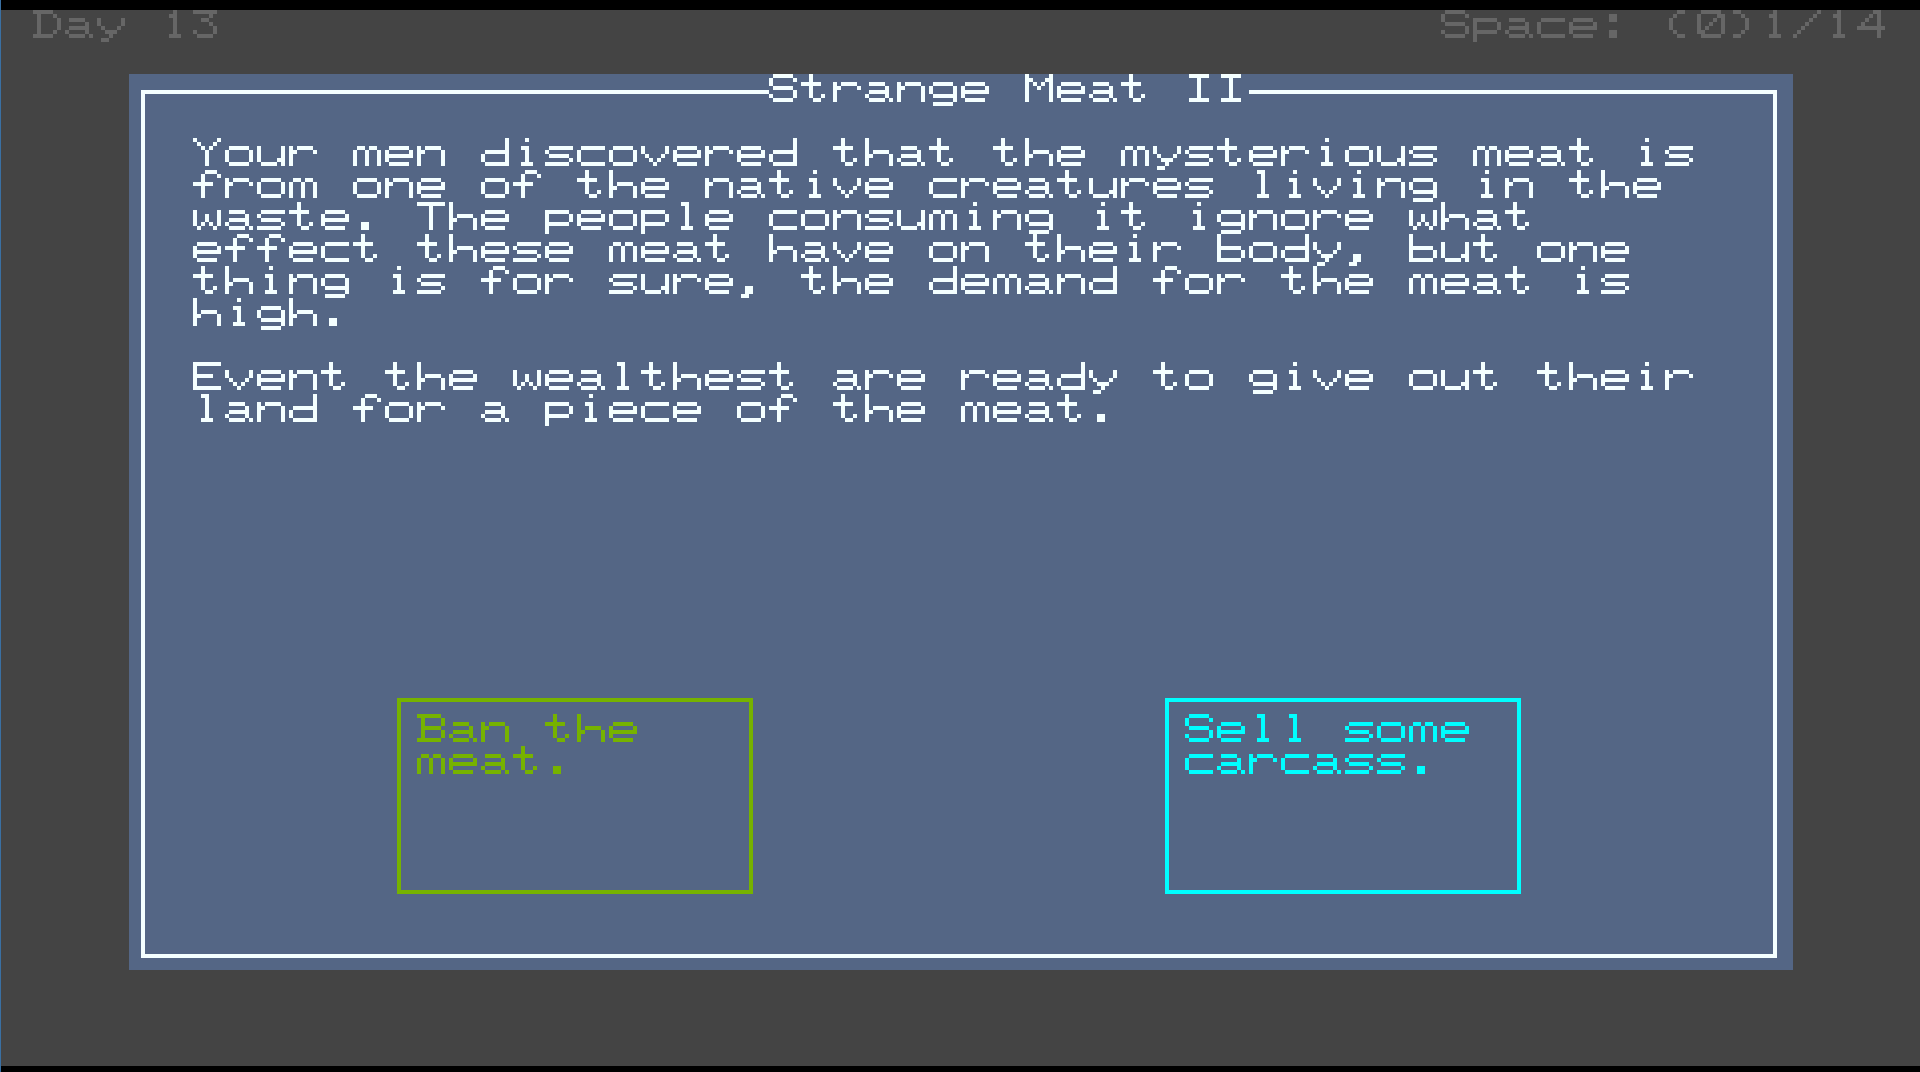 Day 13
Space: (0)1/14
Strange Meat II
Your men discovered that the mysterious meat is
from one of the native creatures living in the
waste. The people consuming it ignore what
effect these meat have on their body, but one
thing is for sure, the demand for the meat is
high.
Event the wealthest are ready to give out their
land for a piece of the meat.
Ban the
meat.
Sell some
carcass.